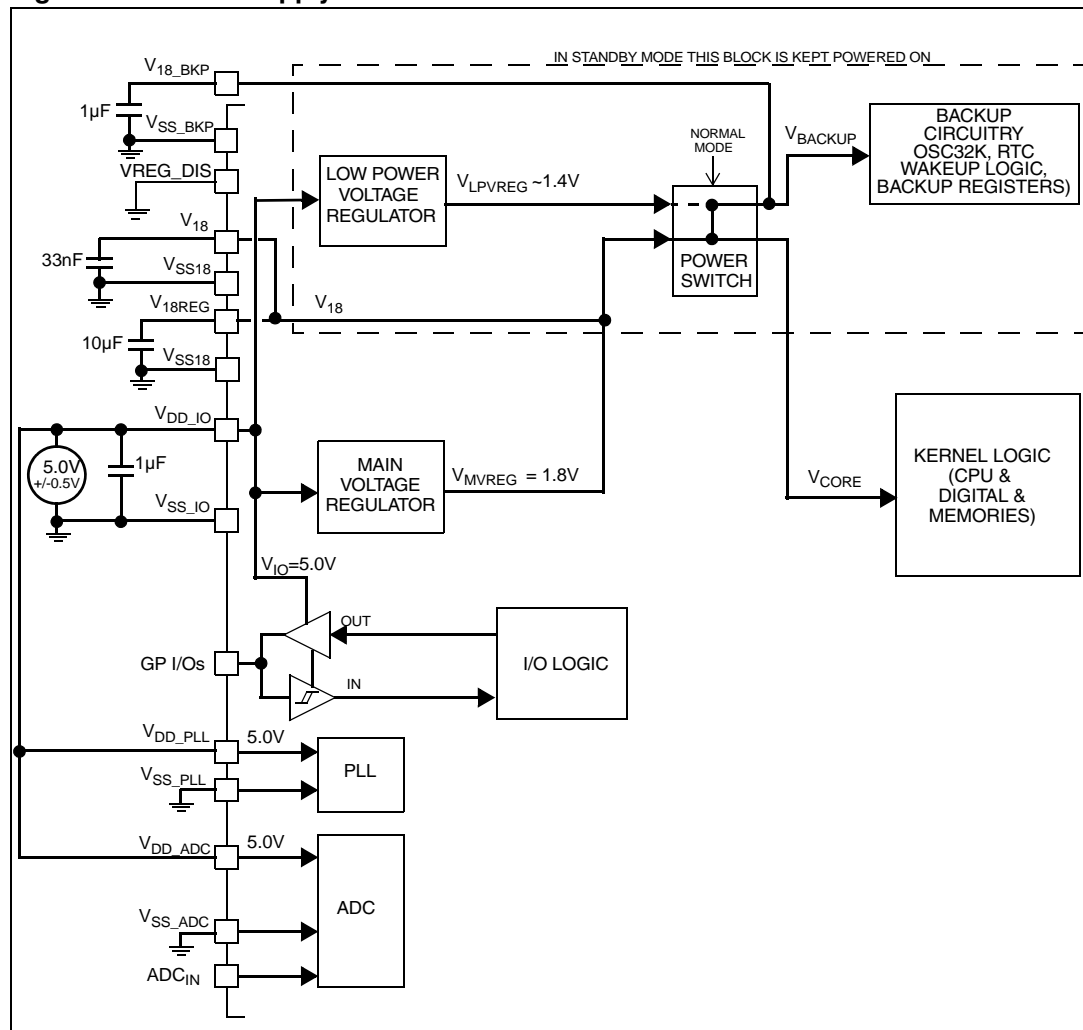 IN STANDBY MODE THIS BLOCK IS KEPT POWERED ON
V18_BKP
1µF
VSS_BKP
VREG_DIS
V18
33nF
VSS18
V18REG
10µF
VSS18
VDD_IO
5.0V
+/-0.5V
1µF
VSS_IO
GP I/Os
VDD_PLL
VSS_PLL
VDD_ADC
VSS_ADC
ADCIN
LOW POWER
VOLTAGE
REGULATOR
VLPVREG ~1.4V
NORMAL
MODE
POWER
SWITCH
VBACKUP
BACKUP
CIRCUITRY
OSC32K, RTC
WAKEUP LOGIC,
BACKUP REGISTERS)
V18
MAIN
VOLTAGE
REGULATOR
VMVREG = 1.8V
VCORE
KERNEL LOGIC
(CPU &
DIGITAL &
MEMORIES)
VIO=5.0V
OUT
IN
I/O LOGIC
5.0V
PLL
5.0V
ADC